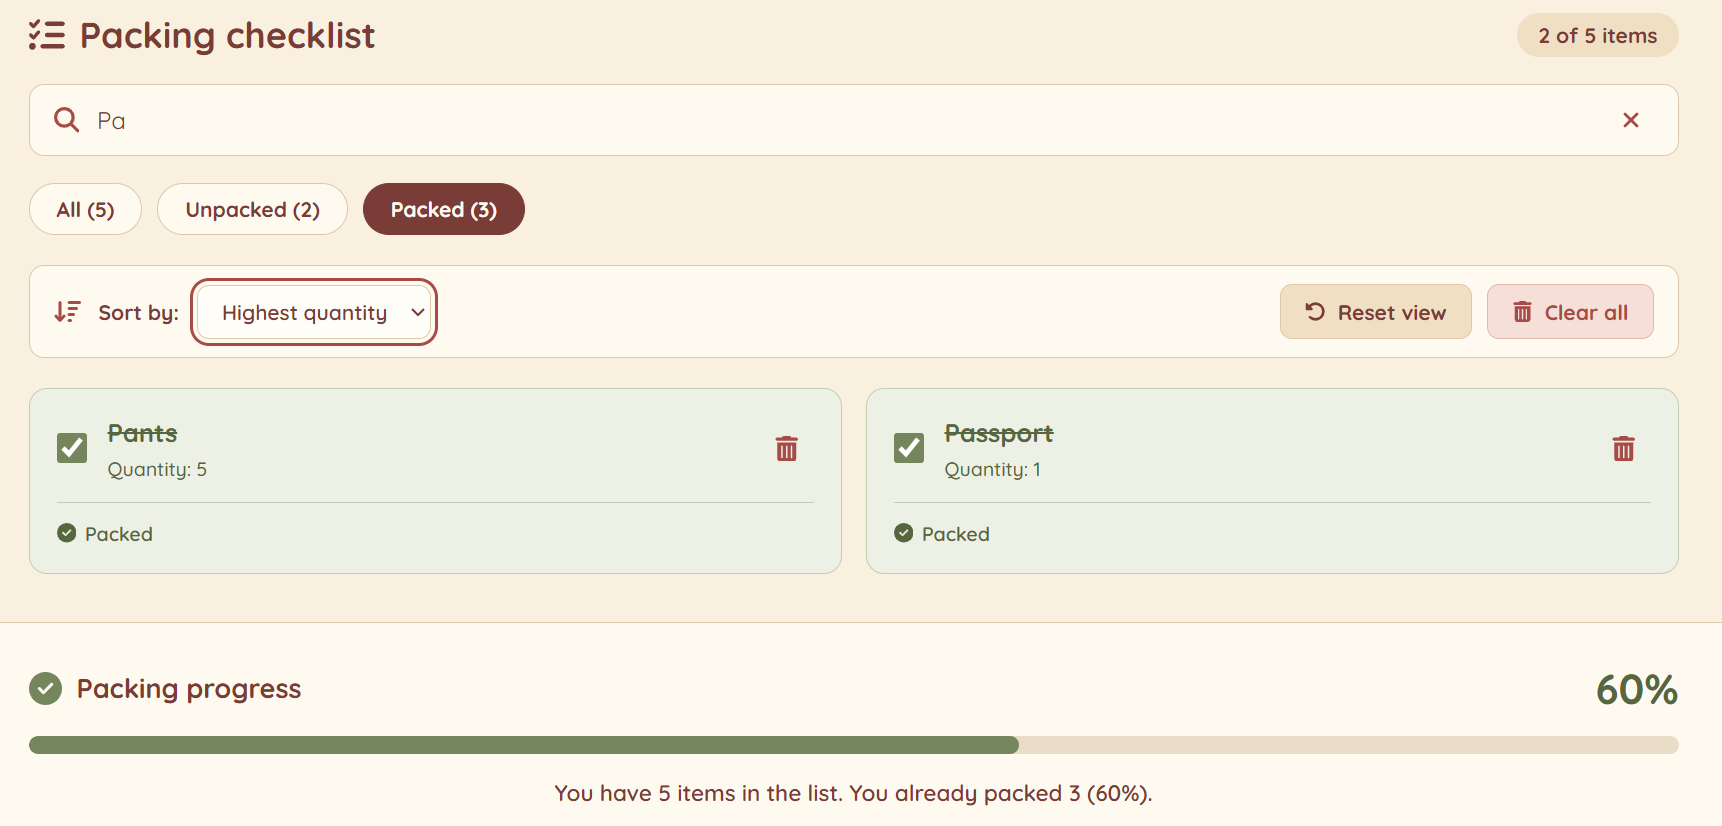 Packing checklist
2 of 5 items
Pa
All (5)
Unpacked (2)
Packed (3)
Sort by:
Highest quantity
Reset view
Clear all
Pants
Quantity: 5
Packed
Passport
Quantity: 1
Packed
Packing progress
60%
You have 5 items in the list. You already packed 3 (60%).